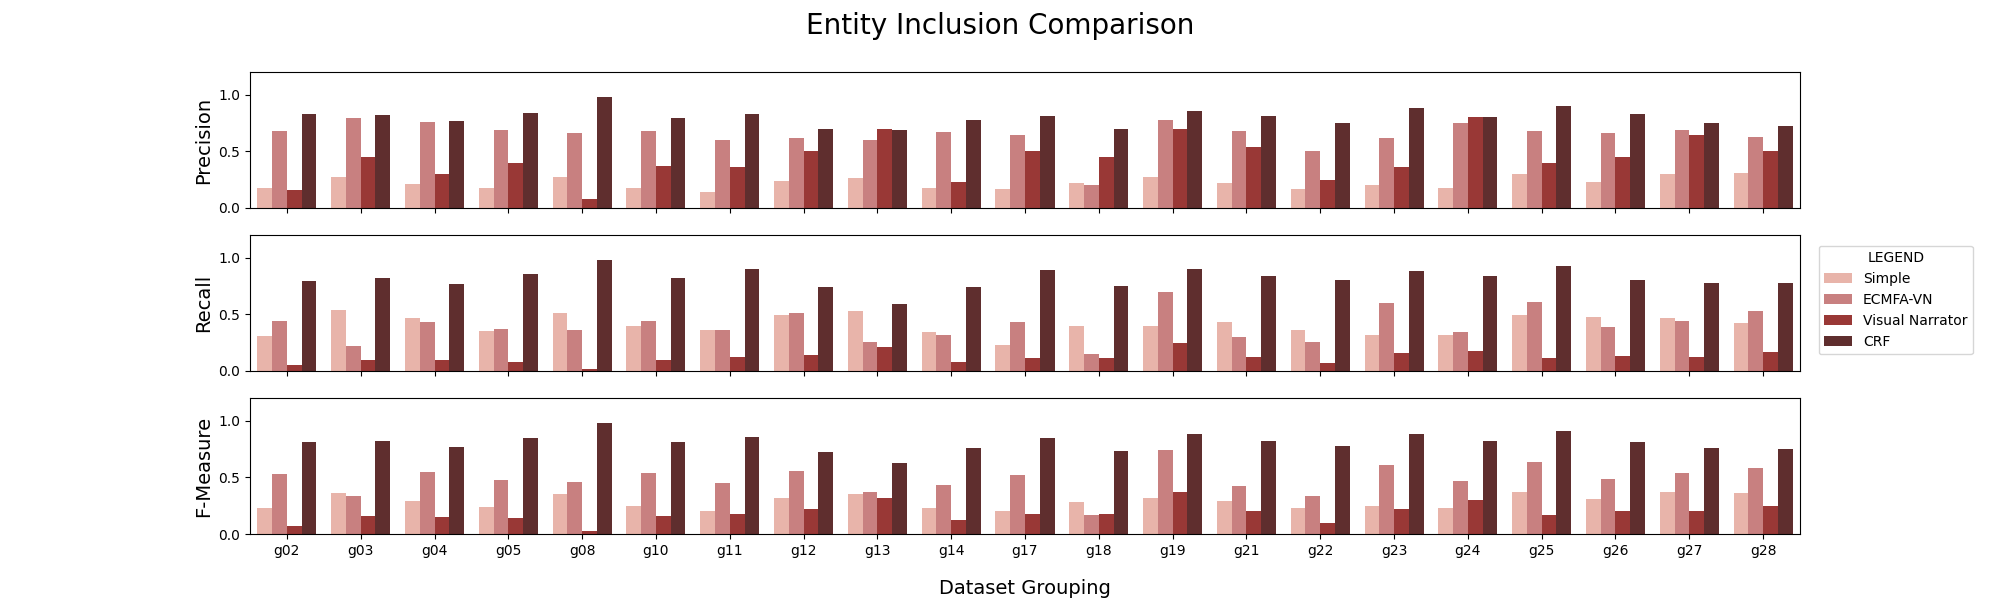 Entity Inclusion Comparison
Precision
1.0
0.5
0.0
Recall
1.0
0.5
0.0
F-Measure
1.0
0.5
0.0
g02 g03 g04 g05 g08 g10 g11 g12 g13 g14 g17 g18 g19 g21 g22 g23 g24 g25 g26 g27 g28
Dataset Grouping
LEGEND
Simple
ECMFA-VN
Visual Narrator
CRF